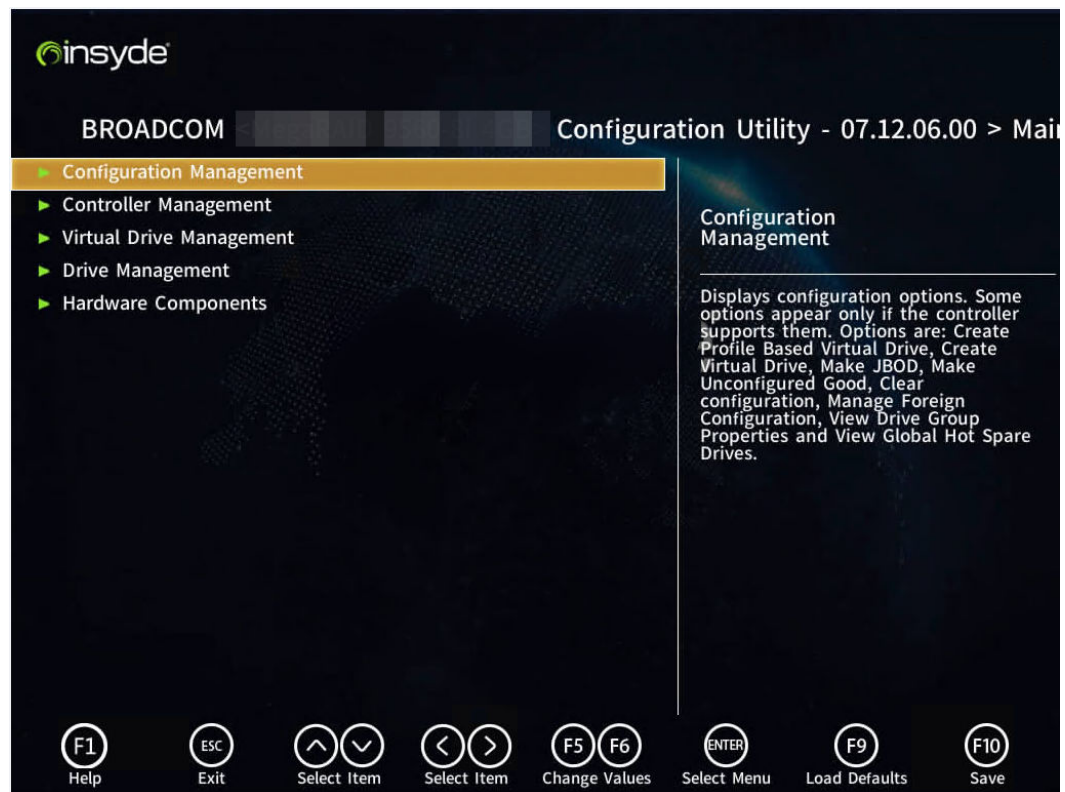 insyde
BROADCOM Configuration Utility - 07.12.06.00 > Mai
Configuration Management
Controller Management
Virtual Drive Management
Drive Management
Hardware Components
Configuration
Management
Displays configuration options. Some
options appear only if the controller
supports them. Options are: Create
Profile Based Virtual Drive, Create
Virtual Drive, Make JBOD, Make
Unconfigured Good, Clear
configuration, Manage Foreign
Configuration, View Drive Group
Properties and View Global Hot Spare
Drives.
F1 ESC F5 F6 ENTER F9 F10
Help Exit Select Item Select Item Change Values Select Menu Load Defaults Save